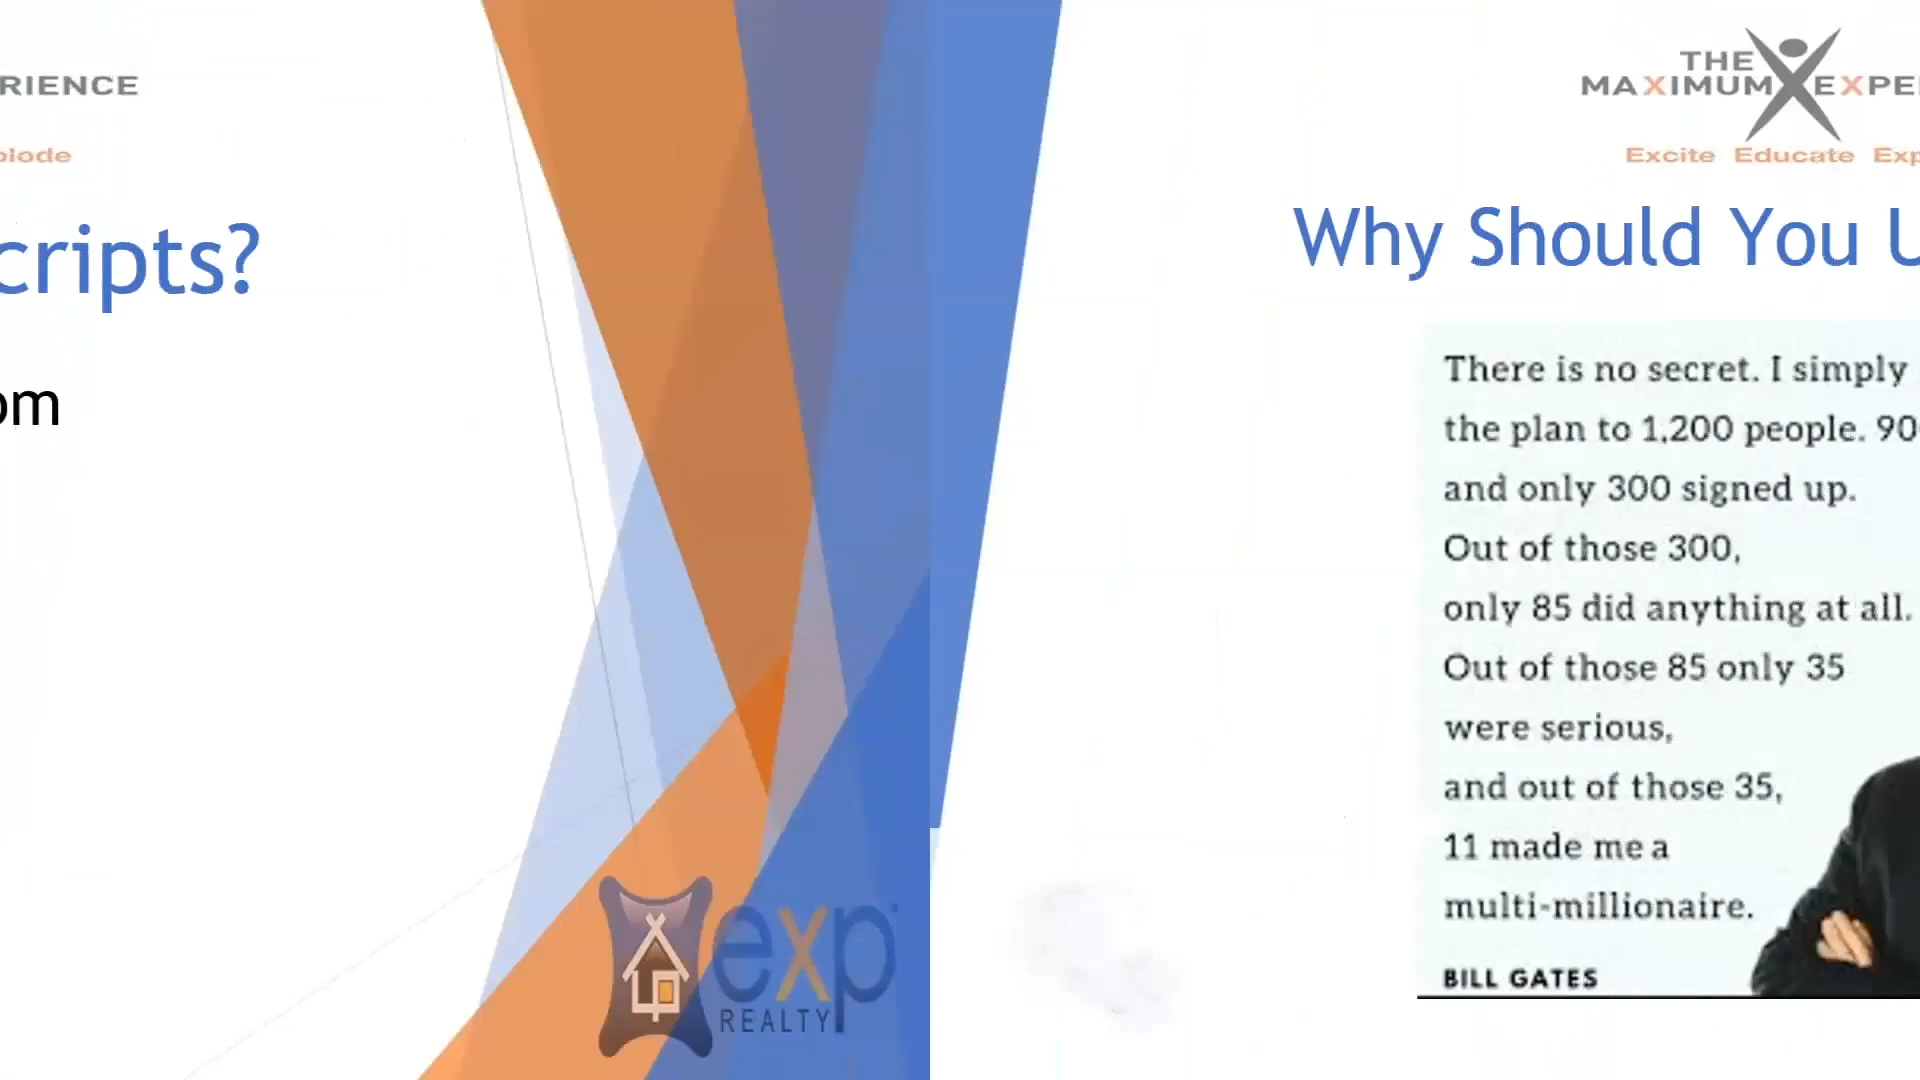 RIENCE
plode
cripts?
om
exp
REALTY
THE
MAXIMUM EXPE
Excite Educate Exp
Why Should You U
There is no secret. I simply
the plan to 1,200 people. 90
and only 300 signed up.
Out of those 300,
only 85 did anything at all.
Out of those 85 only 35
were serious,
and out of those 35,
11 made me a
multi-millionaire.
BILL GATES